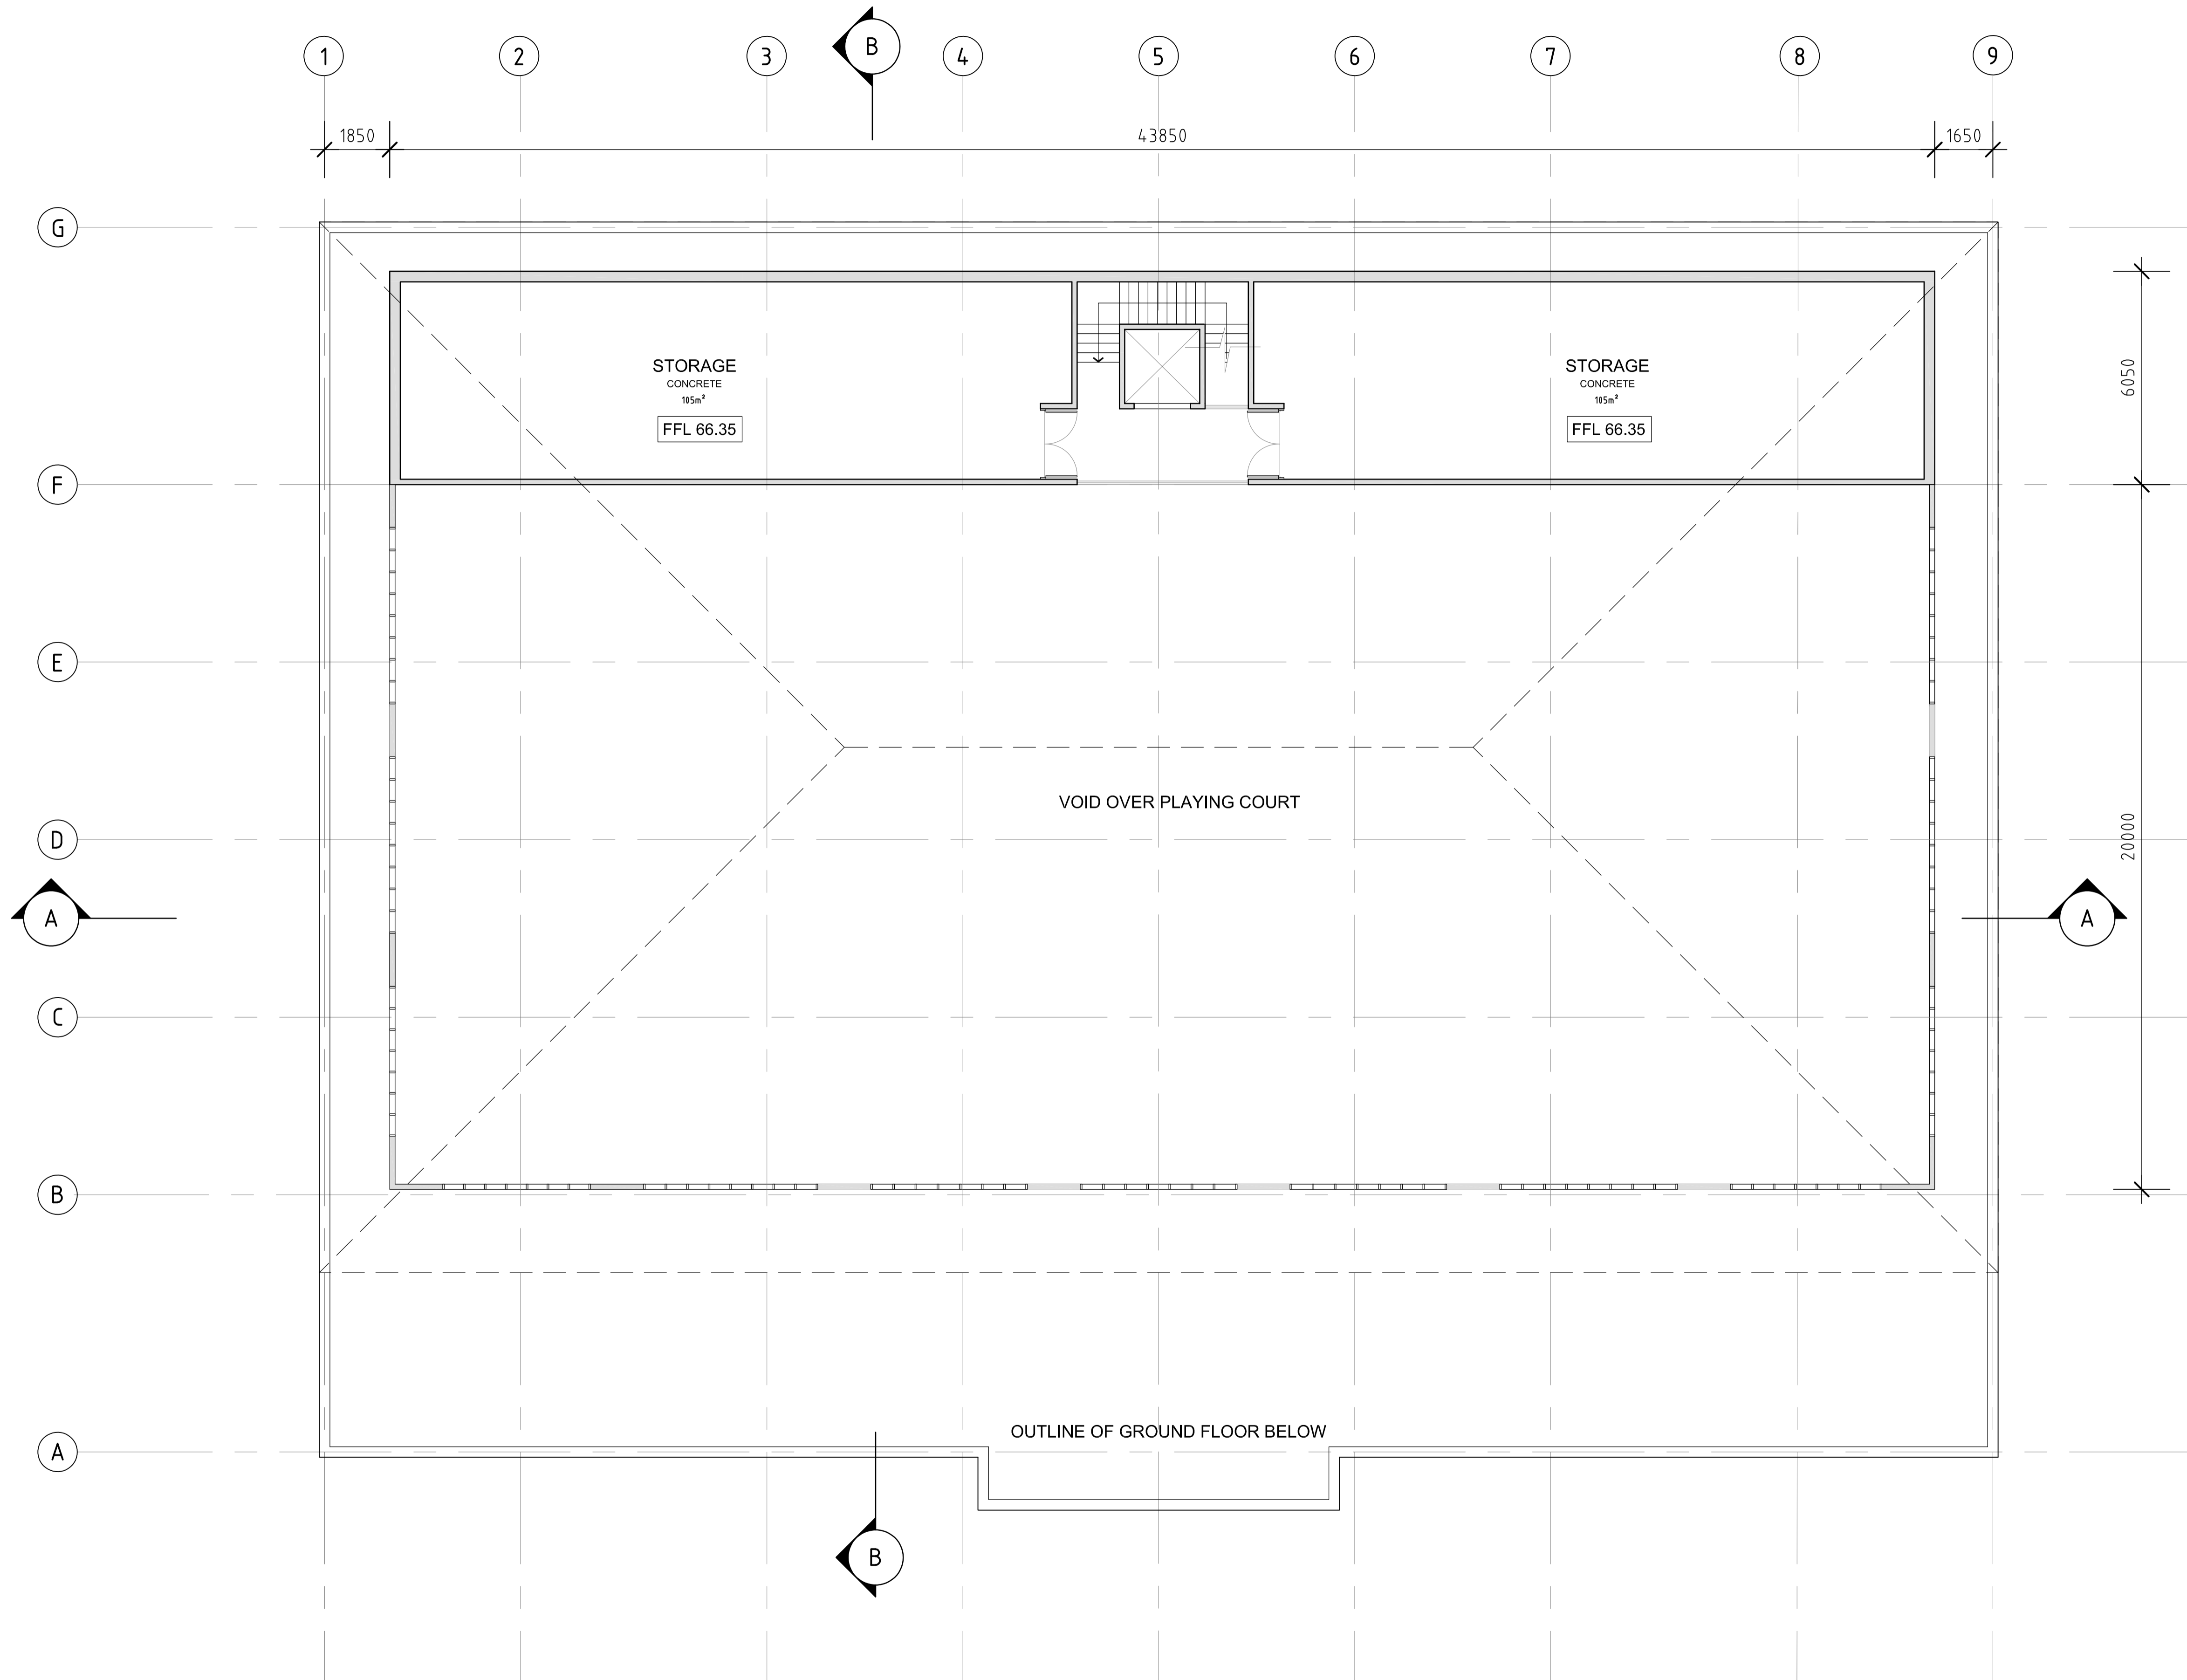 1 2 3 B 4 5 6 7 8 9
1850 43850 1650
G
STORAGE STORAGE
CONCRETE CONCRETE
105m² 105m²
6050
FFL 66.35 FFL 66.35
F
E
VOID OVER PLAYING COURT
D
20000
A A
C
B
OUTLINE OF GROUND FLOOR BELOW
A
B